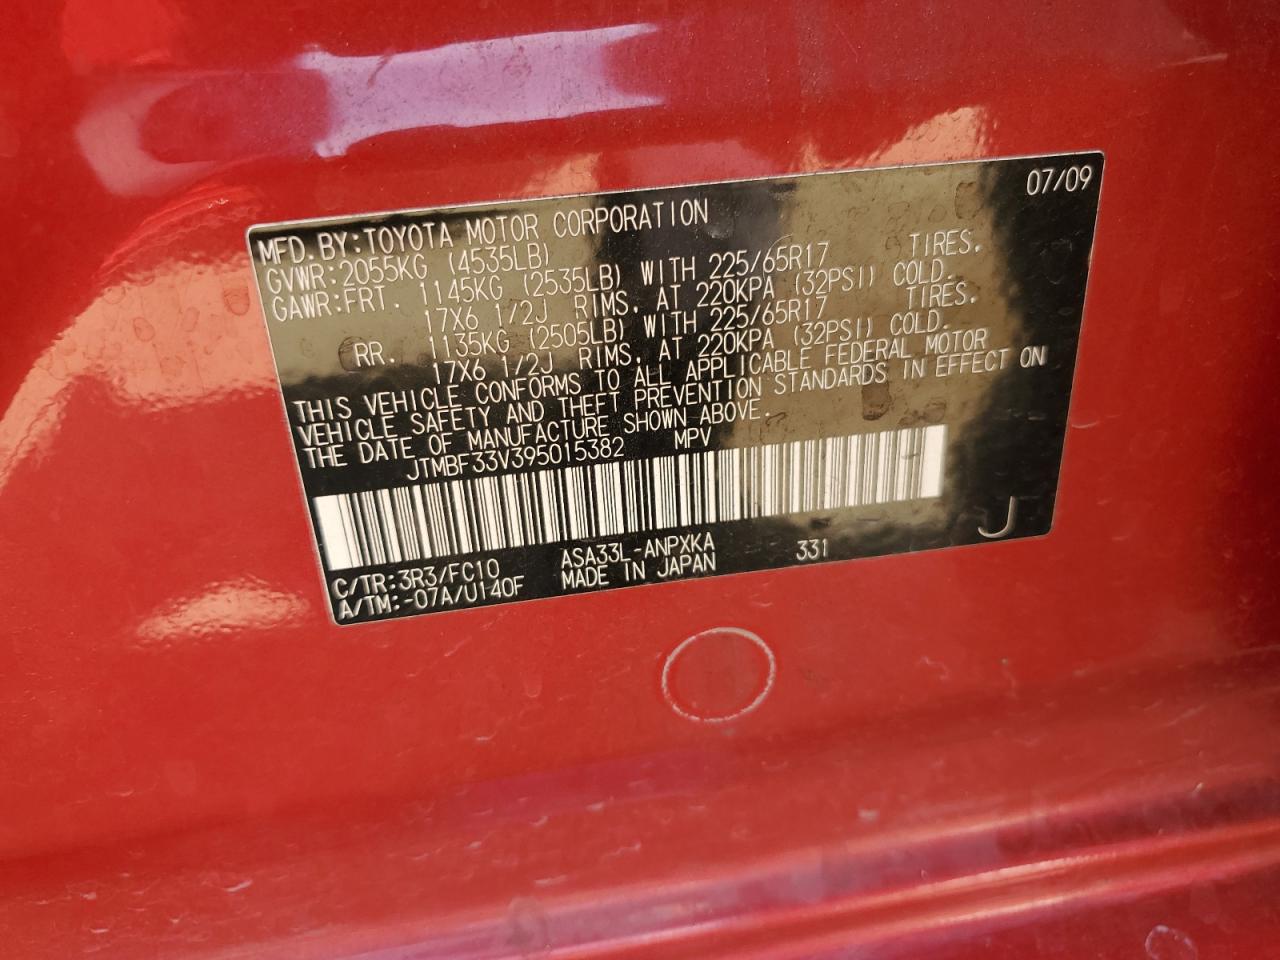 07/09
MFD.BY:TOYOTA MOTOR CORPORATION
GVWR:2055KG (4535LB)
GAWR:FRT. 1145KG (2535LB) WITH 225/65R17 TIRES,
17X6 1/2J RIMS, AT 220KPA (32PSI) COLD.
RR. 1135KG (2505LB) WITH 225/65R17 TIRES,
17X6 1/2J RIMS, AT 220KPA (32PSI) COLD.
THIS VEHICLE CONFORMS TO ALL APPLICABLE FEDERAL MOTOR
VEHICLE SAFETY AND THEFT PREVENTION STANDARDS IN EFFECT ON
THE DATE OF MANUFACTURE SHOWN ABOVE.
JTMBF33V395015382 MPV
C/TR:3R3/FC10 ASA33L-ANPXKA 331 J
A/TM:-07A/U140F MADE IN JAPAN